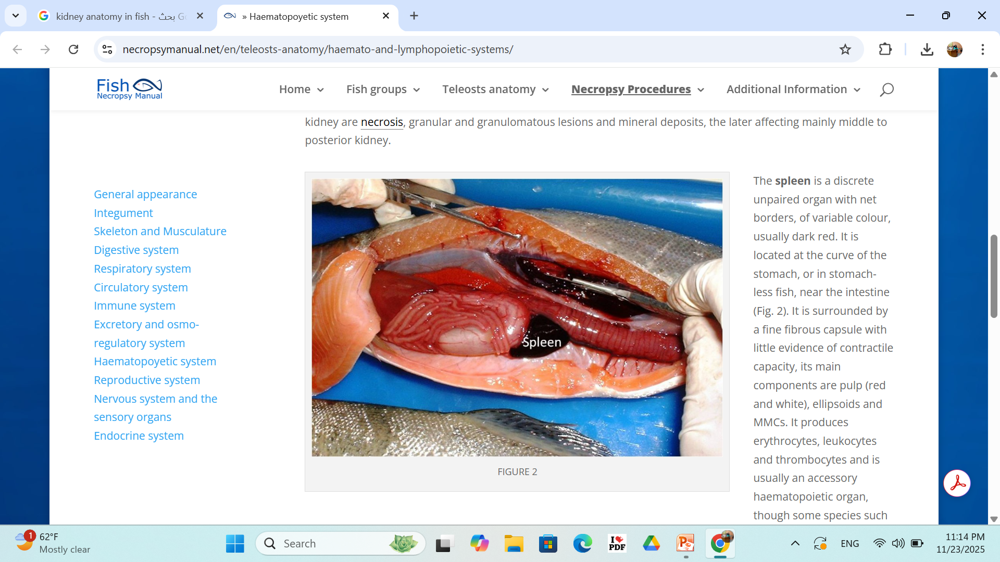 kidney anatomy in fish - بحث G
» Haematopoyetic system
necropsymanual.net/en/teleosts-anatomy/haemato-and-lymphopoietic-systems/
Fish
Necropsy Manual
Home
Fish groups
Teleosts anatomy
Necropsy Procedures
Additional Information
kidney are necrosis, granular and granulomatous lesions and mineral deposits, the later affecting mainly middle to
posterior kidney.
General appearance
Integument
Skeleton and Musculature
Digestive system
Respiratory system
Circulatory system
Immune system
Excretory and osmo-
regulatory system
Haematopoyetic system
Reproductive system
Nervous system and the
sensory organs
Endocrine system
Spleen
FIGURE 2
The spleen is a discrete
unpaired organ with net
borders, of variable colour,
usually dark red. It is
located at the curve of the
stomach, or in stomach-
less fish, near the intestine
(Fig. 2). It is surrounded by
a fine fibrous capsule with
little evidence of contractile
capacity, its main
components are pulp (red
and white), ellipsoids and
MMCs. It produces
erythrocytes, leukocytes
and thrombocytes and is
usually an accessory
haematopoietic organ,
though some species such
1
62°F
Mostly clear
Search
I PDF
ENG
11:14 PM
11/23/2025